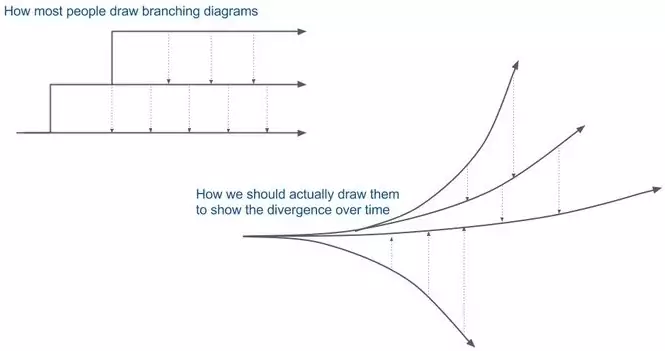 How most people draw branching diagrams
How we should actually draw them
to show the divergence over time